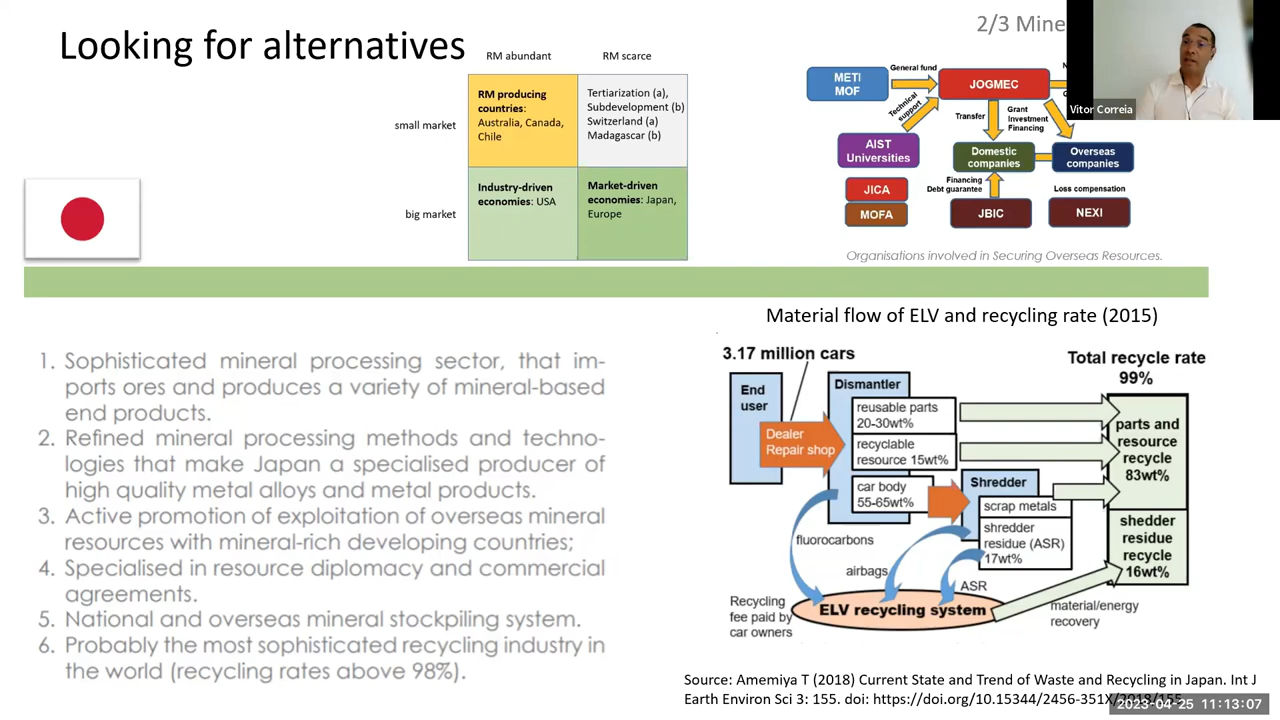 Looking for alternatives
2/3 Mine
RM abundant
RM scarce
small market
big market
RM producing
countries:
Australia, Canada,
Chile
Tertiarization (a),
Subdevelopment (b)
Switzerland (a)
Madagascar (b)
Industry-driven
economies: USA
Market-driven
economies: Japan,
Europe
METI
MOF
General fund
JOGMEC
Vitor Correia
Technical
support
Transfer
Grant
Investment
Financing
AIST
Universities
Domestic
companies
Overseas
companies
JICA
MOFA
Financing
Debt guarantee
JBIC
Loss compensation
NEXI
Organisations involved in Securing Overseas Resources.
1. Sophisticated mineral processing sector, that im-
ports ores and produces a variety of mineral-based
end products.
2. Refined mineral processing methods and techno-
logies that make Japan a specialised producer of
high quality metal alloys and metal products.
3. Active promotion of exploitation of overseas mineral
resources with mineral-rich developing countries;
4. Specialised in resource diplomacy and commercial
agreements.
5. National and overseas mineral stockpiling system.
6. Probably the most sophisticated recycling industry in
the world (recycling rates above 98%).
Material flow of ELV and recycling rate (2015)
3.17 million cars
Total recycle rate
99%
End
user
Dealer
Repair shop
Dismantler
reusable parts
20-30wt%
recyclable
resource 15wt%
car body
55-65wt%
Shredder
scrap metals
shredder
residue (ASR)
17wt%
parts and
resource
recycle
83wt%
shedder
residue
recycle
16wt%
fluorocarbons
airbags
ASR
Recycling
fee paid by
car owners
ELV recycling system
material/energy
recovery
Source: Amemiya T (2018) Current State and Trend of Waste and Recycling in Japan. Int J
Earth Environ Sci 3: 155. doi: https://doi.org/10.15344/2456-351X/2018/155
2023-04-25 11:13:07